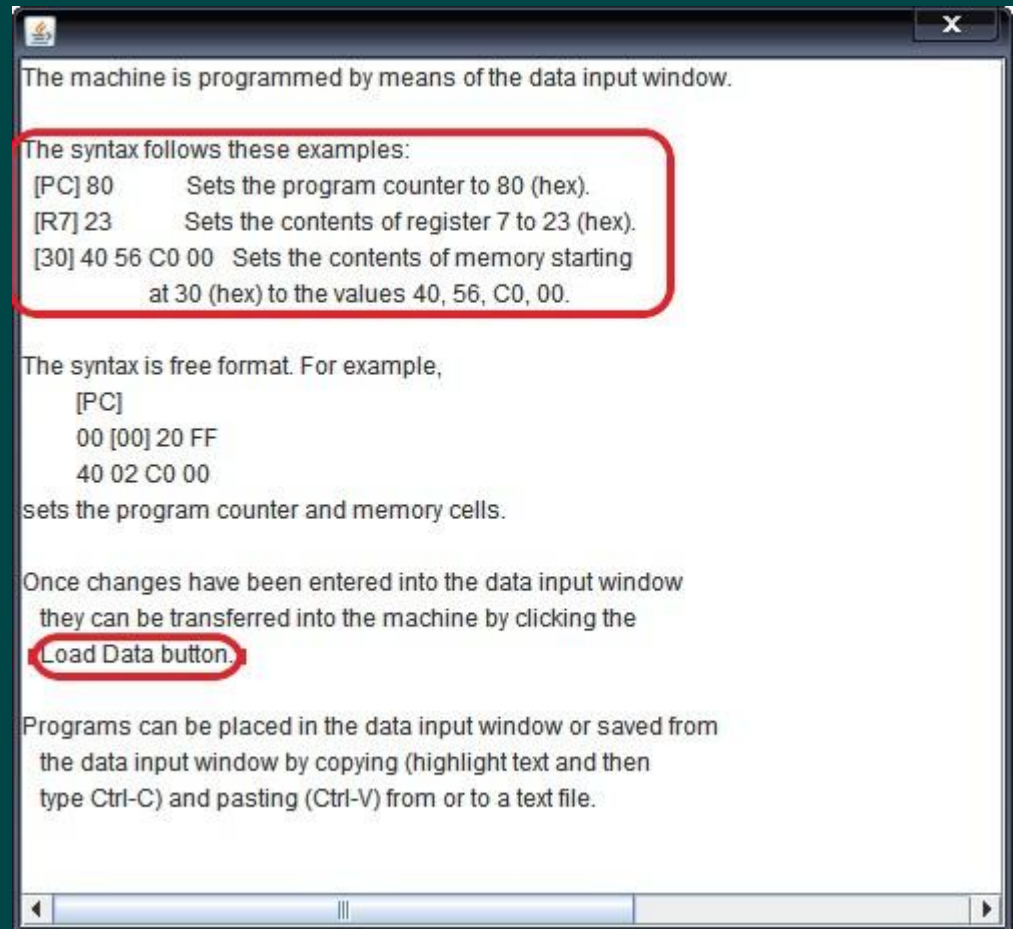 X
The machine is programmed by means of the data input window.
The syntax follows these examples:
[PC] 80 Sets the program counter to 80 (hex).
[R7] 23 Sets the contents of register 7 to 23 (hex).
[30] 40 56 C0 00 Sets the contents of memory starting
at 30 (hex) to the values 40, 56, C0, 00.
The syntax is free format. For example,
[PC]
00 [00] 20 FF
40 02 C0 00
sets the program counter and memory cells.
Once changes have been entered into the data input window
they can be transferred into the machine by clicking the
Load Data button.
Programs can be placed in the data input window or saved from
the data input window by copying (highlight text and then
type Ctrl-C) and pasting (Ctrl-V) from or to a text file.